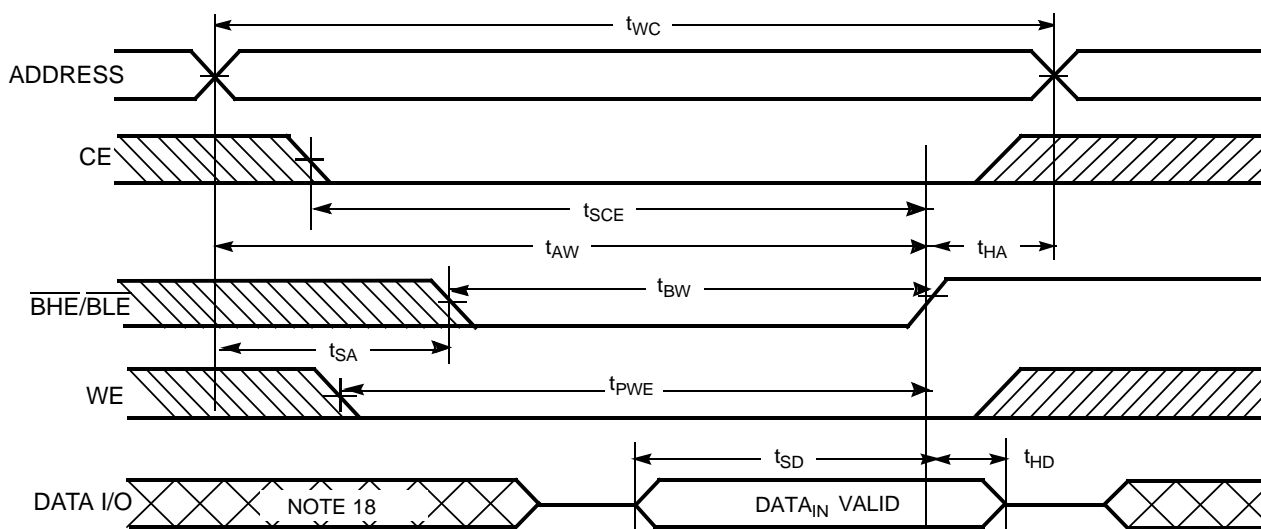 tWC
ADDRESS
CE
tSCE
tAW
tHA
BHE/BLE
tBW
tSA
WE
tPWE
tSD
tHD
DATA I/O
NOTE 18
DATAIN VALID